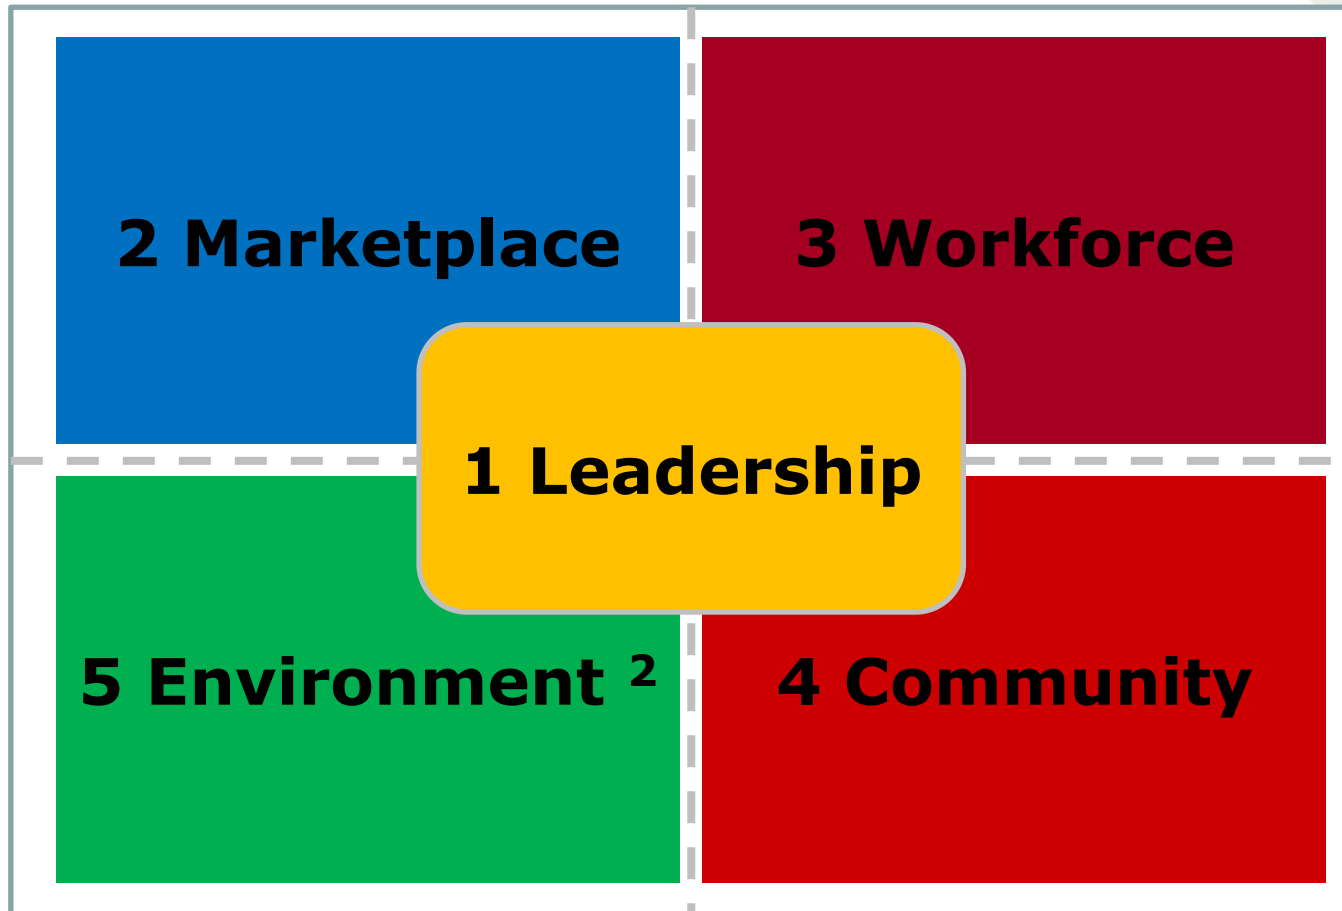 2 Marketplace
3 Workforce
1 Leadership
5 Environment ²
4 Community